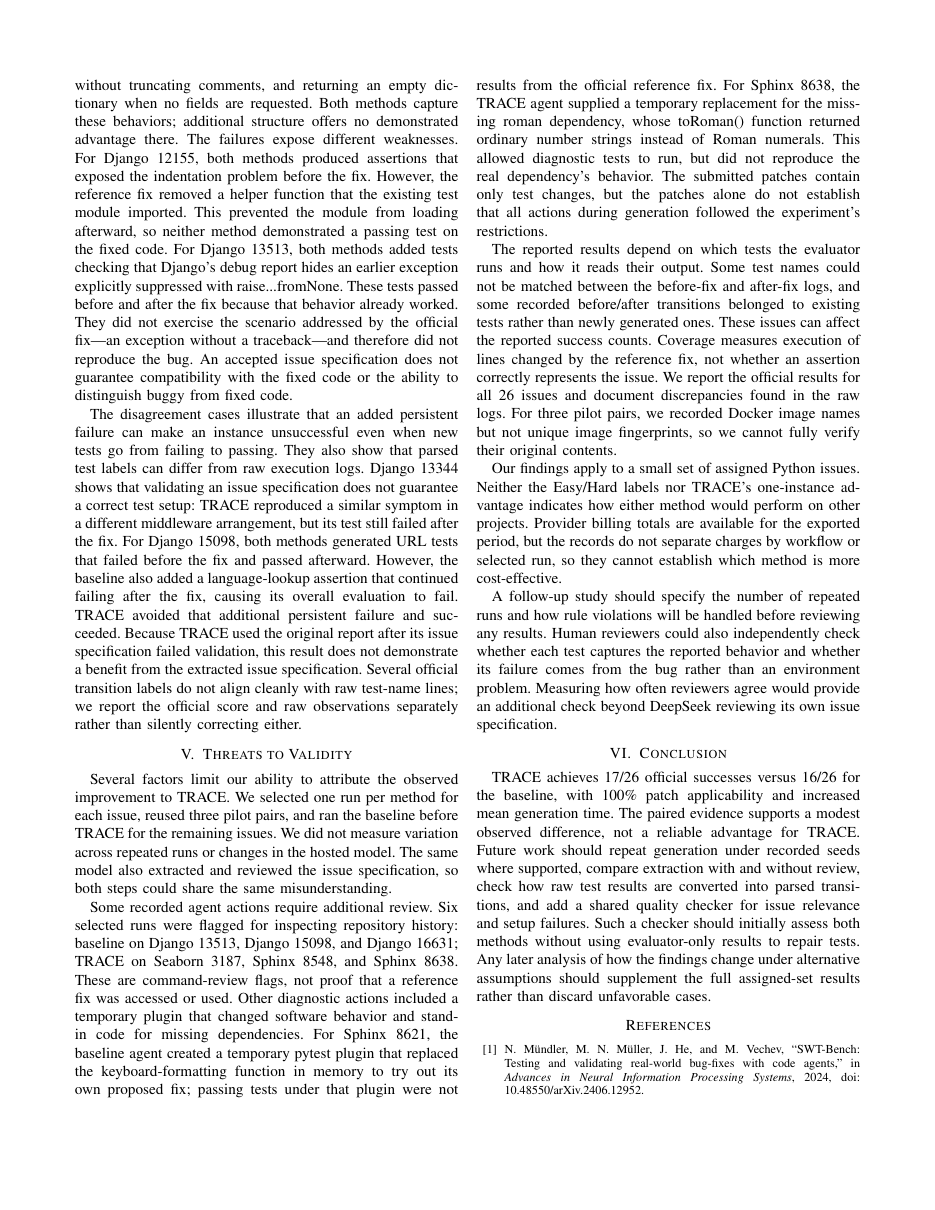 without truncating comments, and returning an empty dic-
tionary when no fields are requested. Both methods capture
these behaviors; additional structure offers no demonstrated
advantage there. The failures expose different weaknesses.
For Django 12155, both methods produced assertions that
exposed the indentation problem before the fix. However, the
reference fix removed a helper function that the existing test
module imported. This prevented the module from loading
afterward, so neither method demonstrated a passing test on
the fixed code. For Django 13513, both methods added tests
checking that Django's debug report hides an earlier exception
explicitly suppressed with raise...fromNone. These tests passed
before and after the fix because that behavior already worked.
They did not exercise the scenario addressed by the official
fix—an exception without a traceback—and therefore did not
reproduce the bug. An accepted issue specification does not
guarantee compatibility with the fixed code or the ability to
distinguish buggy from fixed code.
The disagreement cases illustrate that an added persistent
failure can make an instance unsuccessful even when new
tests go from failing to passing. They also show that parsed
test labels can differ from raw execution logs. Django 13344
shows that validating an issue specification does not guarantee
a correct test setup: TRACE reproduced a similar symptom in
a different middleware arrangement, but its test still failed after
the fix. For Django 15098, both methods generated URL tests
that failed before the fix and passed afterward. However, the
baseline also added a language-lookup assertion that continued
failing after the fix, causing its overall evaluation to fail.
TRACE avoided that additional persistent failure and suc-
ceeded. Because TRACE used the original report after its issue
specification failed validation, this result does not demonstrate
a benefit from the extracted issue specification. Several official
transition labels do not align cleanly with raw test-name lines;
we report the official score and raw observations separately
rather than silently correcting either.
V. THREATS TO VALIDITY
Several factors limit our ability to attribute the observed
improvement to TRACE. We selected one run per method for
each issue, reused three pilot pairs, and ran the baseline before
TRACE for the remaining issues. We did not measure variation
across repeated runs or changes in the hosted model. The same
model also extracted and reviewed the issue specification, so
both steps could share the same misunderstanding.
Some recorded agent actions require additional review. Six
selected runs were flagged for inspecting repository history:
baseline on Django 13513, Django 15098, and Django 16631;
TRACE on Seaborn 3187, Sphinx 8548, and Sphinx 8638.
These are command-review flags, not proof that a reference
fix was accessed or used. Other diagnostic actions included a
temporary plugin that changed software behavior and stand-
in code for missing dependencies. For Sphinx 8621, the
baseline agent created a temporary pytest plugin that replaced
the keyboard-formatting function in memory to try out its
own proposed fix; passing tests under that plugin were not
results from the official reference fix. For Sphinx 8638, the
TRACE agent supplied a temporary replacement for the miss-
ing roman dependency, whose toRoman() function returned
ordinary number strings instead of Roman numerals. This
allowed diagnostic tests to run, but did not reproduce the
real dependency's behavior. The submitted patches contain
only test changes, but the patches alone do not establish
that all actions during generation followed the experiment's
restrictions.
The reported results depend on which tests the evaluator
runs and how it reads their output. Some test names could
not be matched between the before-fix and after-fix logs, and
some recorded before/after transitions belonged to existing
tests rather than newly generated ones. These issues can affect
the reported success counts. Coverage measures execution of
lines changed by the reference fix, not whether an assertion
correctly represents the issue. We report the official results for
all 26 issues and document discrepancies found in the raw
logs. For three pilot pairs, we recorded Docker image names
but not unique image fingerprints, so we cannot fully verify
their original contents.
Our findings apply to a small set of assigned Python issues.
Neither the Easy/Hard labels nor TRACE's one-instance ad-
vantage indicates how either method would perform on other
projects. Provider billing totals are available for the exported
period, but the records do not separate charges by workflow or
selected run, so they cannot establish which method is more
cost-effective.
A follow-up study should specify the number of repeated
runs and how rule violations will be handled before reviewing
any results. Human reviewers could also independently check
whether each test captures the reported behavior and whether
its failure comes from the bug rather than an environment
problem. Measuring how often reviewers agree would provide
an additional check beyond DeepSeek reviewing its own issue
specification.
VI. CONCLUSION
TRACE achieves 17/26 official successes versus 16/26 for
the baseline, with 100% patch applicability and increased
mean generation time. The paired evidence supports a modest
observed difference, not a reliable advantage for TRACE.
Future work should repeat generation under recorded seeds
where supported, compare extraction with and without review,
check how raw test results are converted into parsed transi-
tions, and add a shared quality checker for issue relevance
and setup failures. Such a checker should initially assess both
methods without using evaluator-only results to repair tests.
Any later analysis of how the findings change under alternative
assumptions should supplement the full assigned-set results
rather than discard unfavorable cases.
REFERENCES
[1] N. Mündler, M. N. Müller, J. He, and M. Vechev, “SWT-Bench:
Testing and validating real-world bug-fixes with code agents,” in
Advances in Neural Information Processing Systems, 2024, doi:
10.48550/arXiv.2406.12952.